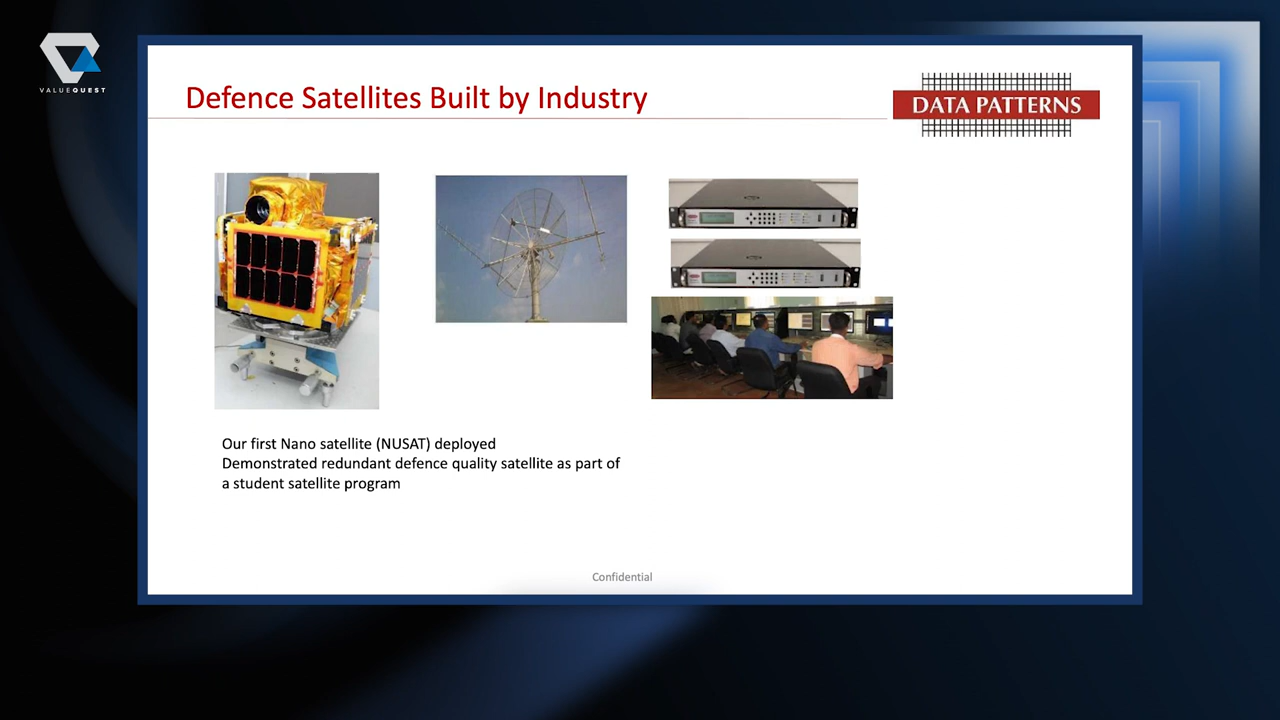 VALUEQUEST
Defence Satellites Built by Industry
DATA PATTERNS
Our first Nano satellite (NUSAT) deployed
Demonstrated redundant defence quality satellite as part of
a student satellite program
Confidential